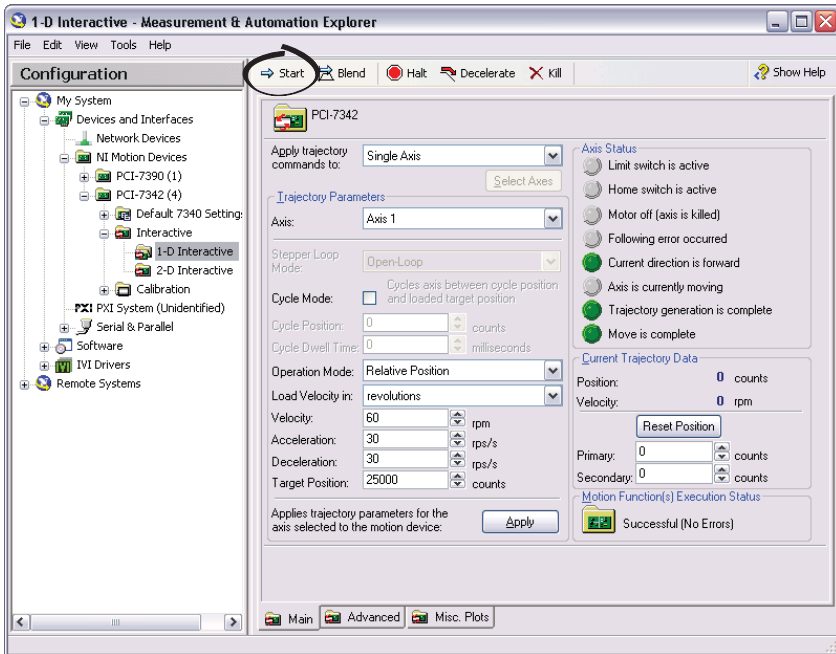 1-D Interactive - Measurement & Automation Explorer
File Edit View Tools Help
Configuration
Start Blend Halt Decelerate Kill Show Help
My System
Devices and Interfaces
Network Devices
NI Motion Devices
PCI-7390 (1)
PCI-7342 (4)
Default 7340 Setting
Interactive
1-D Interactive
2-D Interactive
Calibration
PXI PXI System (Unidentified)
Serial & Parallel
Software
IVI Drivers
Remote Systems
PCI-7342
Apply trajectory
commands to: Single Axis
Select Axes
Trajectory Parameters
Axis: Axis 1
Stepper Loop
Mode: Open-Loop
Cycle Mode: Cycles axis between cycle position
and loaded target position
Cycle Position: 0 counts
Cycle Dwell Time: 0 milliseconds
Operation Mode: Relative Position
Load Velocity in: revolutions
Velocity: 60 rpm
Acceleration: 30 rps/s
Deceleration: 30 rps/s
Target Position: 25000 counts
Applies trajectory parameters for the
axis selected to the motion device: Apply
Axis Status
Limit switch is active
Home switch is active
Motor off (axis is killed)
Following error occurred
Current direction is forward
Axis is currently moving
Trajectory generation is complete
Move is complete
Current Trajectory Data
Position: 0 counts
Velocity: 0 rpm
Reset Position
Primary: 0 counts
Secondary: 0 counts
Motion Function(s) Execution Status
Successful (No Errors)
Main Advanced Misc. Plots